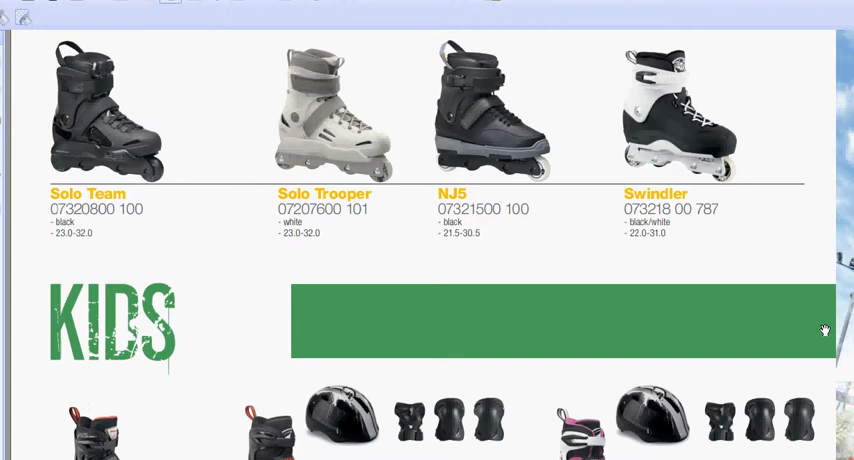 Solo Team
07320800 100
- black
- 23.0-32.0
Solo Trooper
07207600 101
- white
- 23.0-32.0
NJ5
07321500 100
- black
- 21.5-30.5
Swindler
073218 00 787
- black/white
- 22.0-31.0
KIDS